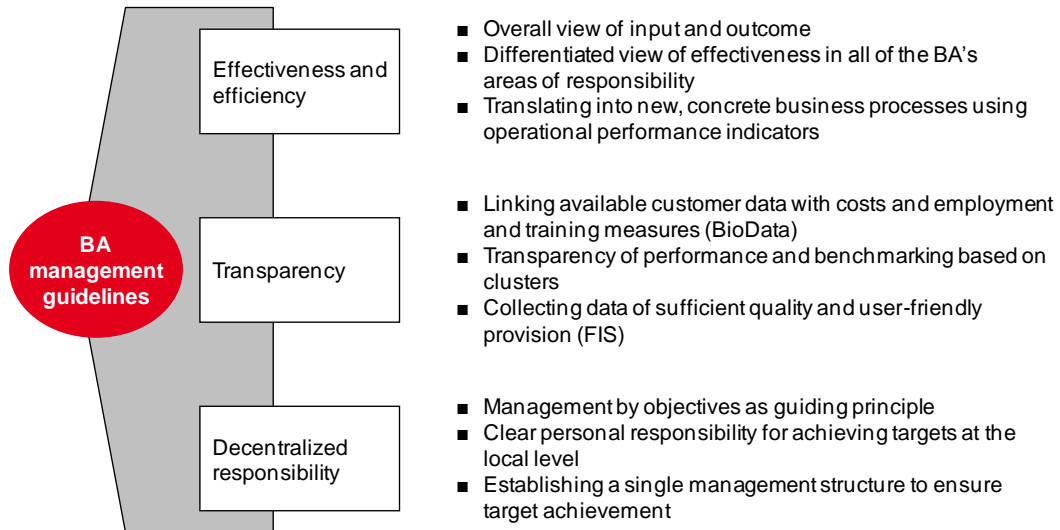 BA
management
guidelines
Effectiveness and
efficiency
■ Overall view of input and outcome
■ Differentiated view of effectiveness in all of the BA's
areas of responsibility
■ Translating into new, concrete business processes using
operational performance indicators
Transparency
■ Linking available customer data with costs and employment
and training measures (BioData)
■ Transparency of performance and benchmarking based on
clusters
■ Collecting data of sufficient quality and user-friendly
provision (FIS)
Decentralized
responsibility
■ Management by objectives as guiding principle
■ Clear personal responsibility for achieving targets at the
local level
■ Establishing a single management structure to ensure
target achievement